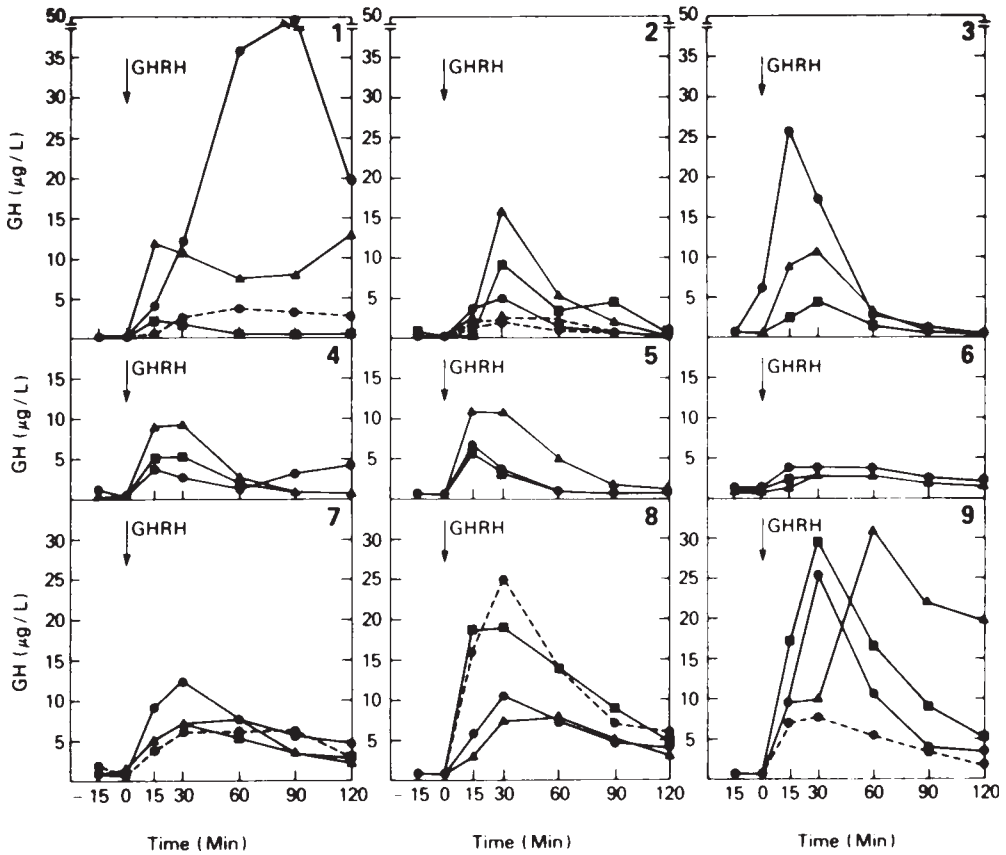 50 1 50 2 50 3
35 35 35
GHRH GHRH GHRH
30 30 30
25 25 25
GH (µg/L)
20 20 20
15 15 15
10 10 10
5 5 5
4 5 6
15 GHRH 15 GHRH 15 GHRH
GH (µg/L)
10 10 10
5 5 5
7 8 9
30 GHRH 30 GHRH 30 GHRH
25 25 25
20 20 20
GH (µg/L)
15 15 15
10 10 10
5 5 5
- 15 0 15 30 60 90 120 - 15 0 15 30 60 90 120 15 0 15 30 60 90 120
Time (Min) Time (Min) Time (Min)